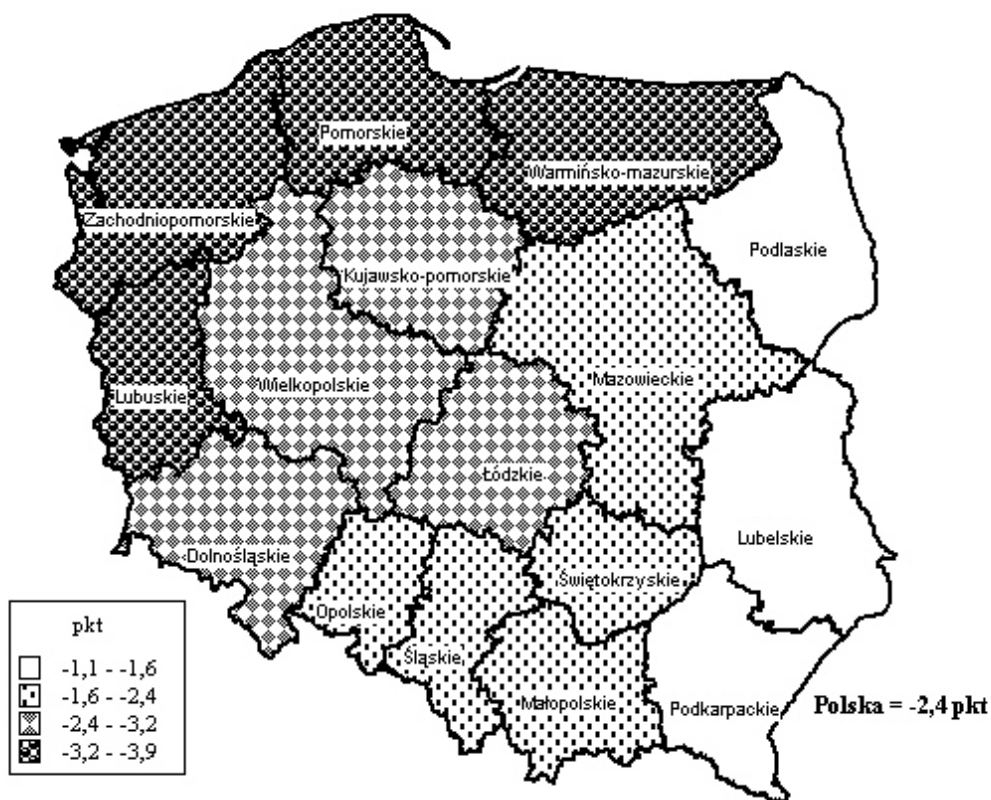 Pomorskie
Warmińsko-mazurskie
Zachodniopomorskie
Podlaskie
Kujawsko-pomorskie
Mazowieckie
Wielkopolskie
Lubuskie
Łódzkie
Lubelskie
Dolnośląskie
Świętokrzyskie
Opolskie
Śląskie
Małopolskie
Podkarpackie
Polska = -2,4 pkt
pkt
-1,1 - -1,6
-1,6 - -2,4
-2,4 - -3,2
-3,2 - -3,9